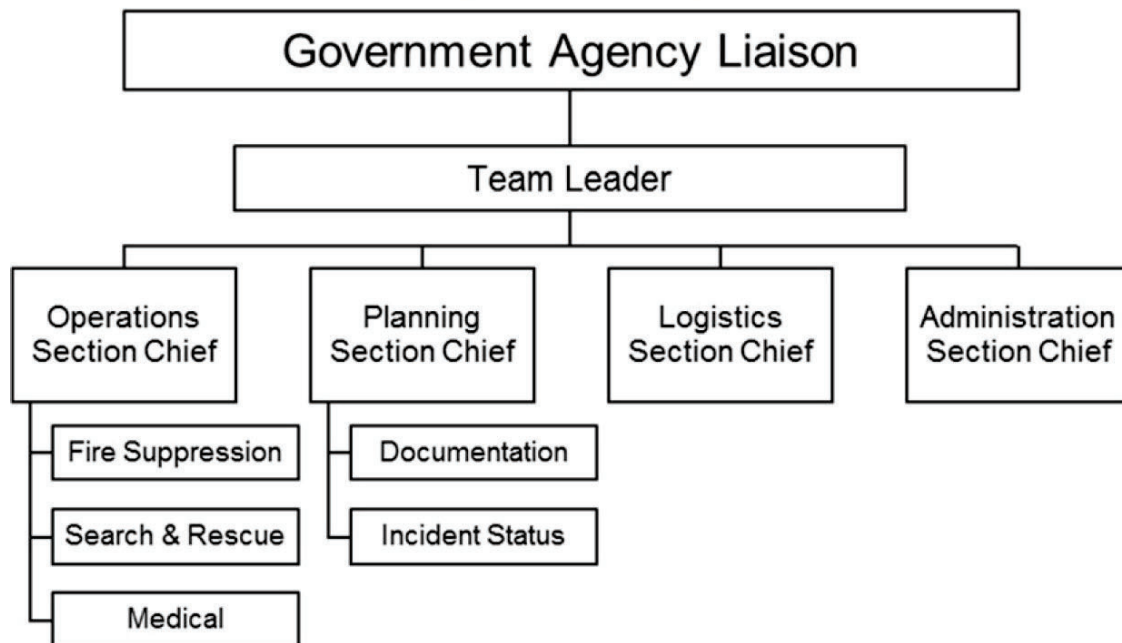 Government Agency Liaison
Team Leader
Operations
Section Chief
Planning
Section Chief
Logistics
Section Chief
Administration
Section Chief
Fire Suppression
Documentation
Search & Rescue
Incident Status
Medical